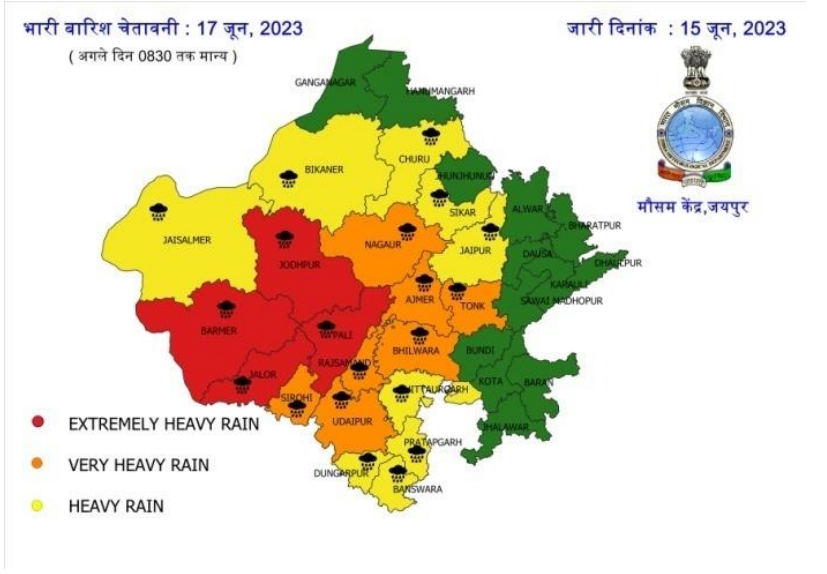 भारी बारिश चेतावनी : 17 जून, 2023
( अगले दिन 0830 तक मान्य )
जारी दिनांक : 15 जून, 2023
मौसम केंद्र,जयपुर
GANGANAGAR
HANUMANGARH
CHURU
BIKANER
JHUNJHUNU
SIKAR
ALWAR
JAISALMER
BHARATPUR
NAGAUR
JAIPUR
DAUSA
DHAULPUR
JODHPUR
KARAULI
AJMER
TONK
SAWAI MADHOPUR
BARMER
PALI
BHILWARA
BUNDI
RAJSAMAND
JALOR
KOTA
BARAN
CHITTAURGARH
SIROHI
UDAIPUR
JHALAWAR
PRATAPGARH
DUNGARPUR
BANSWARA
EXTREMELY HEAVY RAIN
VERY HEAVY RAIN
HEAVY RAIN